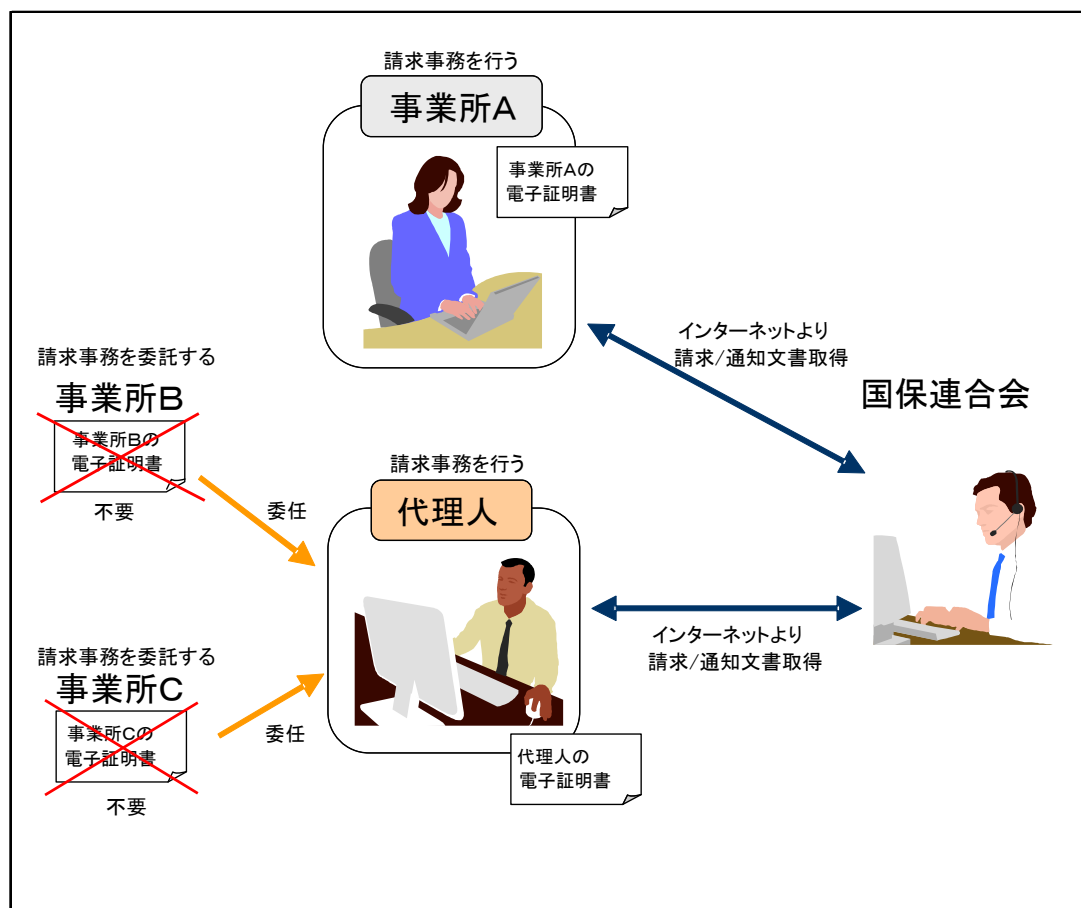 請求事務を行う
事業所A
事業所Aの
電子証明書
インターネットより
請求/通知文書取得
国保連合会
請求事務を委託する
事業所B
事業所Bの
電子証明書
不要
委任
請求事務を行う
代理人
インターネットより
請求/通知文書取得
請求事務を委託する
事業所C
事業所Cの
電子証明書
不要
委任
代理人の
電子証明書